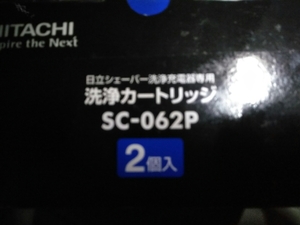 HITACHI
pire the Next
日立シェーバー洗浄充電器専用
洗浄カートリッジ
SC-062P
2個入